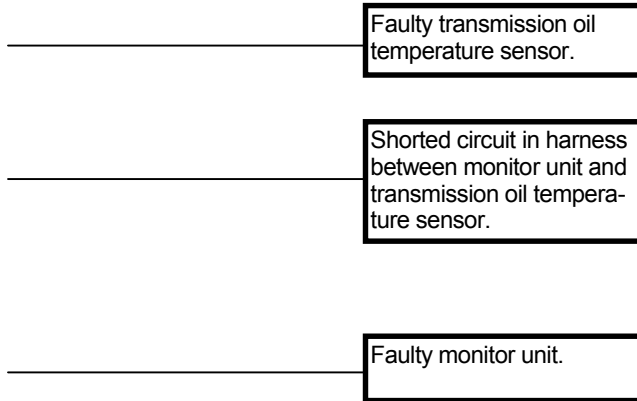 Faulty transmission oil
temperature sensor.
Shorted circuit in harness
between monitor unit and
transmission oil tempera-
ture sensor.
Faulty monitor unit.